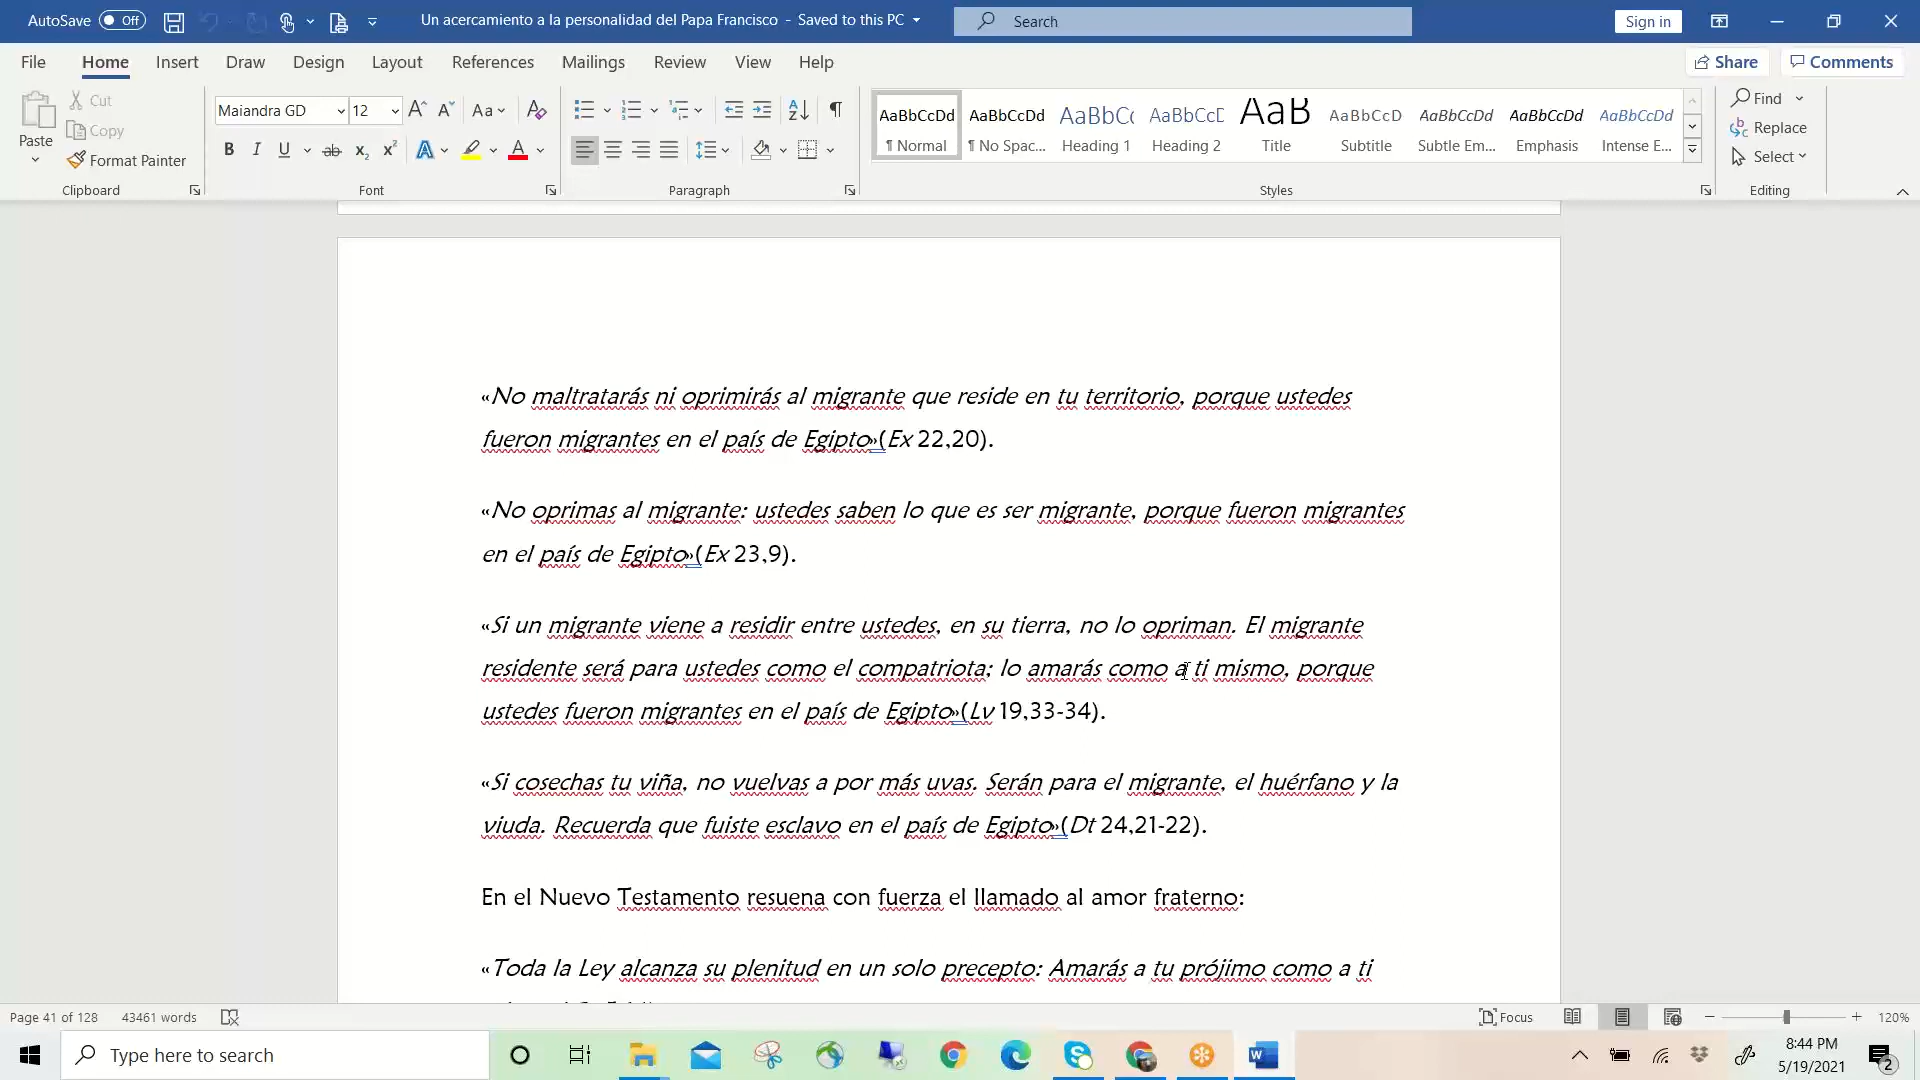 AutoSave Off Un acercamiento a la personalidad del Papa Francisco - Saved to this PC Search Sign in
File Home Insert Draw Design Layout References Mailings Review View Help Share Comments
Paste Cut Copy Format Painter
Clipboard
Maiandra GD 12
Font
Paragraph
AaBbCcDd AaBbCcDd AaBbC AaBbCcD AaB AaBbCcD AaBbCcDd AaBbCcDd AaBbCcDd
¶ Normal ¶ No Spac... Heading 1 Heading 2 Title Subtitle Subtle Em... Emphasis Intense E...
Styles
Find
Replace
Select
Editing
«No maltratarás ni oprimirás al migrante que reside en tu territorio, porque ustedes
fueron migrantes en el país de Egipto»(Ex 22,20).
«No oprimas al migrante: ustedes saben lo que es ser migrante, porque fueron migrantes
en el país de Egipto»(Ex 23,9).
«Si un migrante viene a residir entre ustedes, en su tierra, no lo opriman. El migrante
residente será para ustedes como el compatriota; lo amarás como a ti mismo, porque
ustedes fueron migrantes en el país de Egipto»(Lv 19,33-34).
«Si cosechas tu viña, no vuelvas a por más uvas. Serán para el migrante, el huérfano y la
viuda. Recuerda que fuiste esclavo en el país de Egipto»(Dt 24,21-22).
En el Nuevo Testamento resuena con fuerza el llamado al amor fraterno:
«Toda la Ley alcanza su plenitud en un solo precepto: Amarás a tu prójimo como a ti
Page 41 of 128 43461 words Focus 120%
Type here to search
8:44 PM
5/19/2021
2